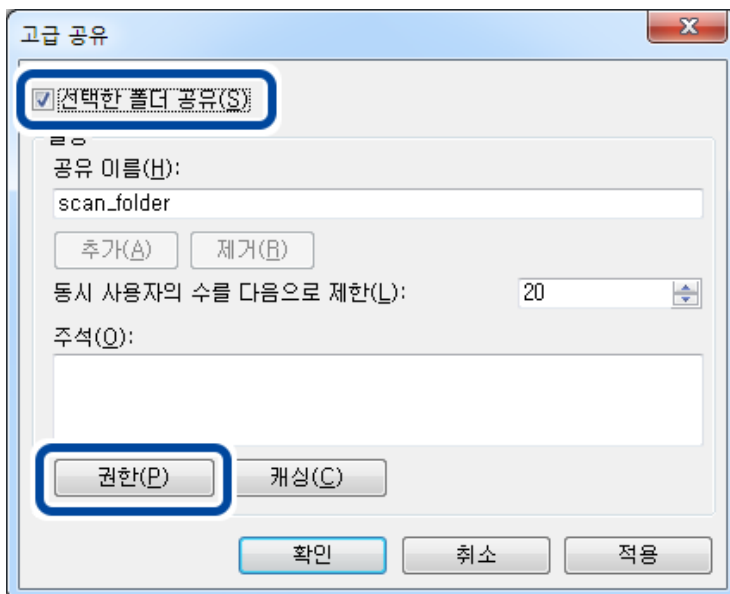 고급 공유
선택한 폴더 공유(S)
공유 이름(H):
scan_folder
추가(A) 제거(R)
동시 사용자의 수를 다음으로 제한(L): 20
주석(O):
권한(P) 캐싱(C)
확인 취소 적용